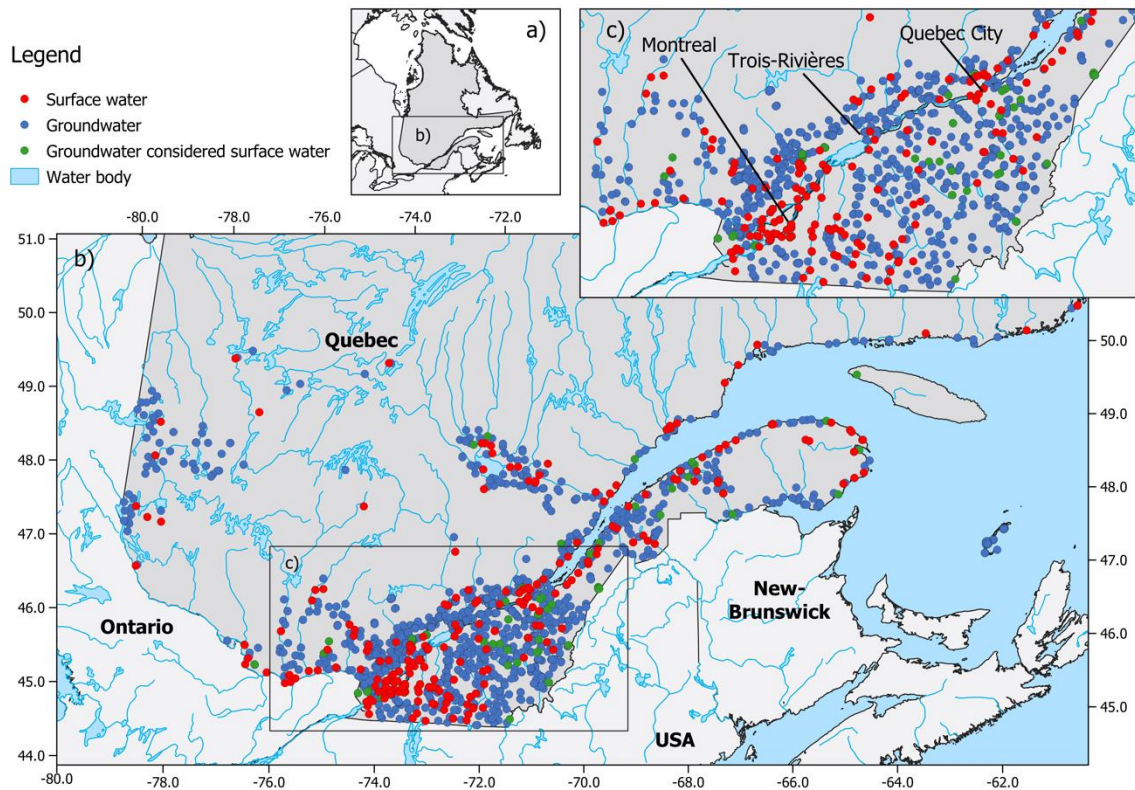 Legend
Surface water
Groundwater
Groundwater considered surface water
Water body
a)
b)
c)
Montreal
Trois-Rivières
Quebec City
-80.0 -78.0 -76.0 -74.0 -72.0
b)
51.0
50.0
49.0
48.0
47.0
46.0
45.0
44.0
50.0
49.0
48.0
47.0
46.0
45.0
Quebec
c)
Ontario
New-
Brunswick
USA
-80.0 -78.0 -76.0 -74.0 -72.0 -70.0 -68.0 -66.0 -64.0 -62.0